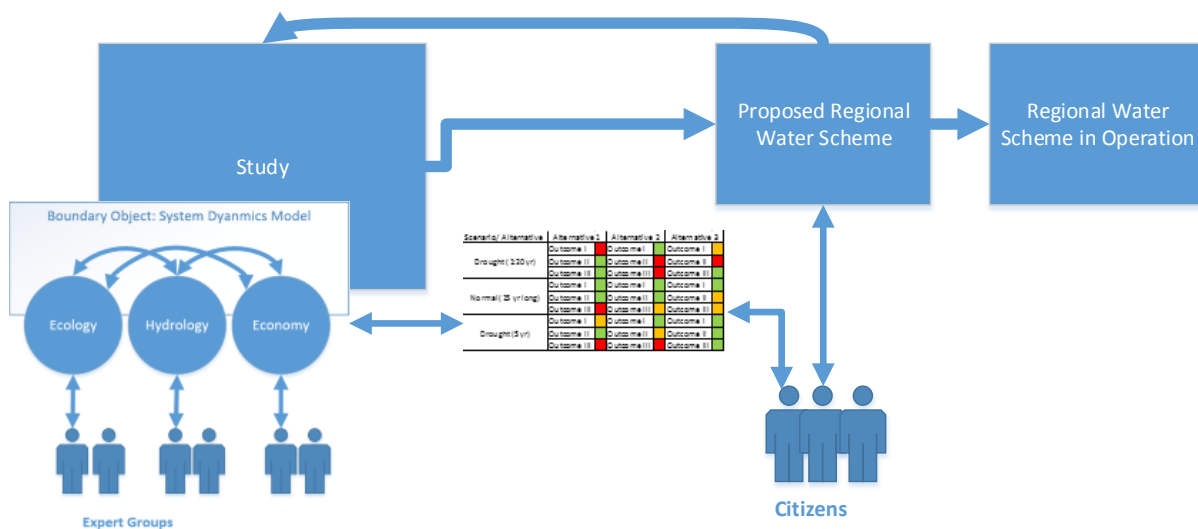 Study
Proposed Regional
Water Scheme
Regional Water
Scheme in Operation
Boundary Object: System Dyanmics Model
Ecology
Hydrology
Economy
Expert Groups
Scenario/ Alternative Alternative 1 Alternative 2 Alternative 3
Outcome I Outcome I Outcome I
Drought (1:20 yr) Outcome II Outcome II Outcome II
Outcome III Outcome III Outcome III
Outcome I Outcome I Outcome I
Normal (25 yr long) Outcome II Outcome II Outcome II
Outcome III Outcome III Outcome III
Outcome I Outcome I Outcome I
Drought (5 yr) Outcome II Outcome II Outcome II
Outcome III Outcome III Outcome III
Citizens